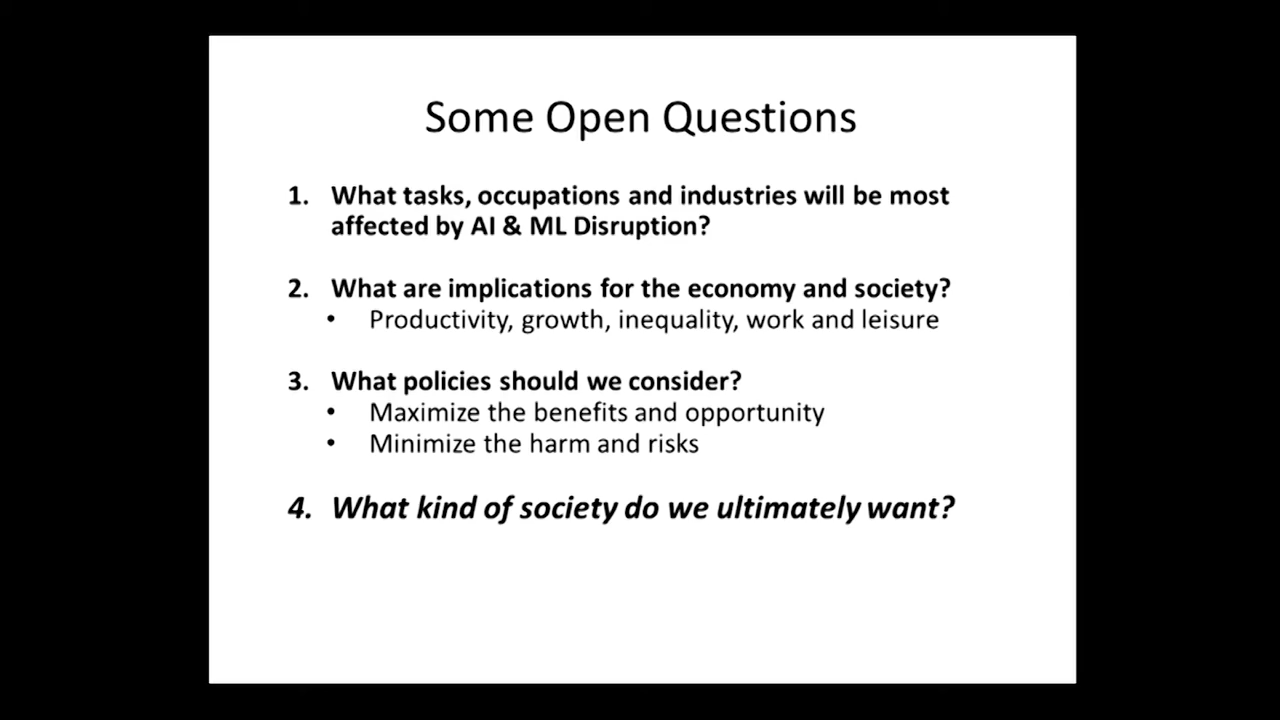 Some Open Questions
1. What tasks, occupations and industries will be most
affected by AI & ML Disruption?
2. What are implications for the economy and society?
• Productivity, growth, inequality, work and leisure
3. What policies should we consider?
• Maximize the benefits and opportunity
• Minimize the harm and risks
4. What kind of society do we ultimately want?